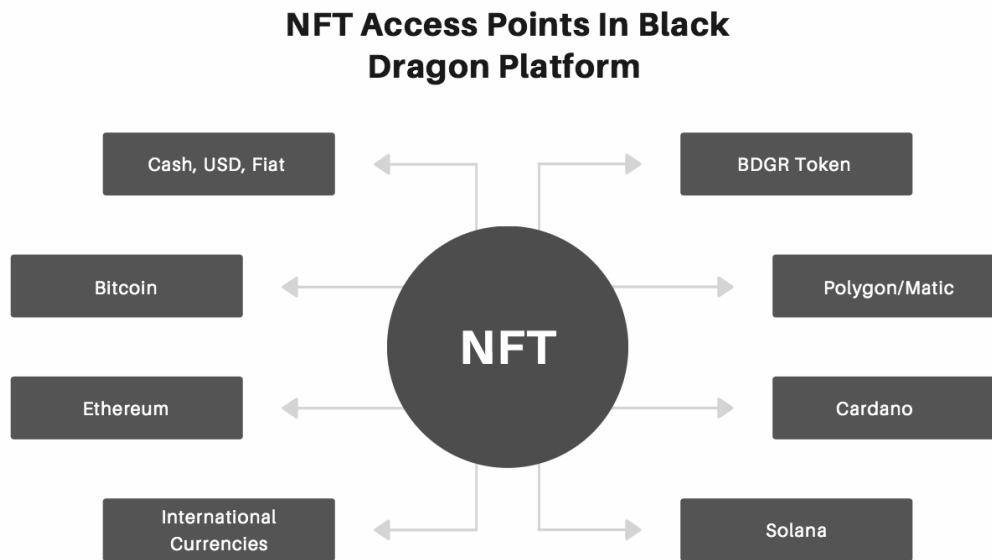 NFT Access Points In Black
Dragon Platform
Cash, USD, Fiat
BDGR Token
Bitcoin
Polygon/Matic
NFT
Ethereum
Cardano
International
Currencies
Solana